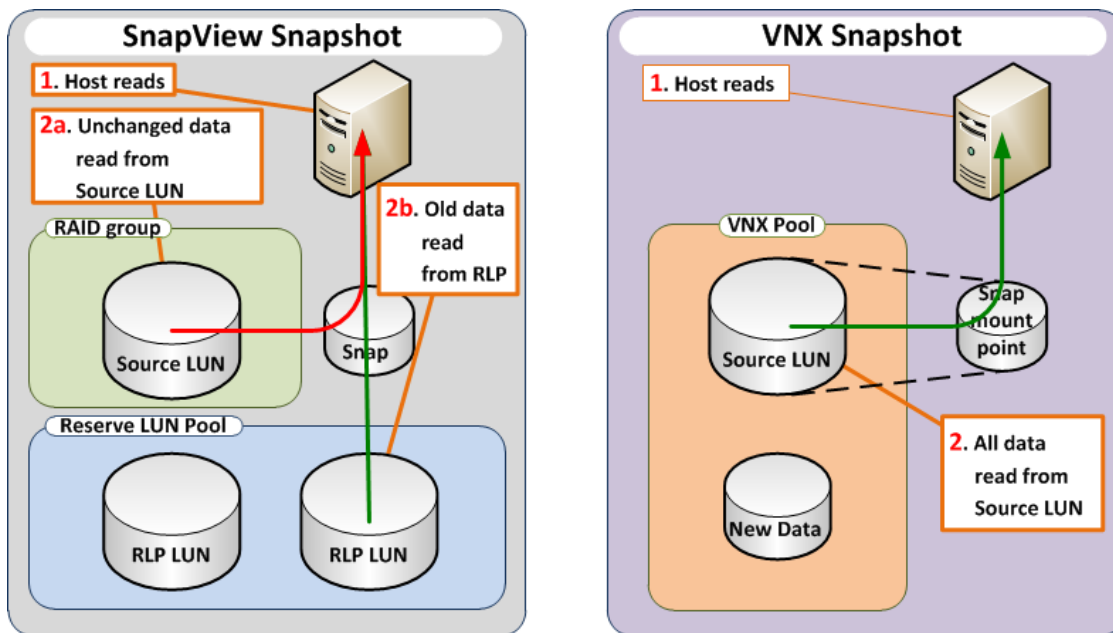 SnapView Snapshot
1. Host reads
2a. Unchanged data
read from
Source LUN
2b. Old data
read
from RLP
RAID group
Source LUN
Snap
Reserve LUN Pool
RLP LUN
RLP LUN
VNX Snapshot
1. Host reads
VNX Pool
Source LUN
Snap
mount
point
2. All data
read from
Source LUN
New Data